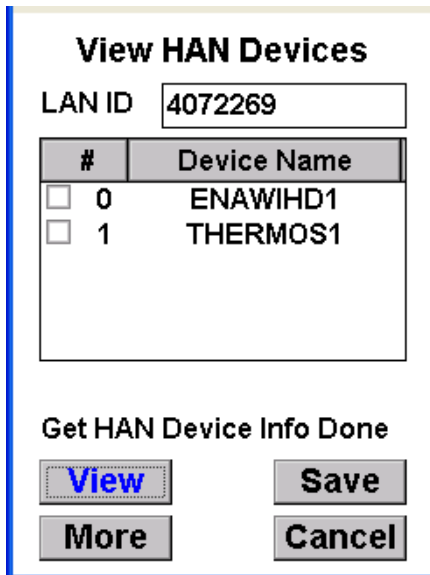 View HAN Devices
LAN ID 4072269
# Device Name
0 ENAWIHD1
1 THERMOS1
Get HAN Device Info Done
View Save
More Cancel